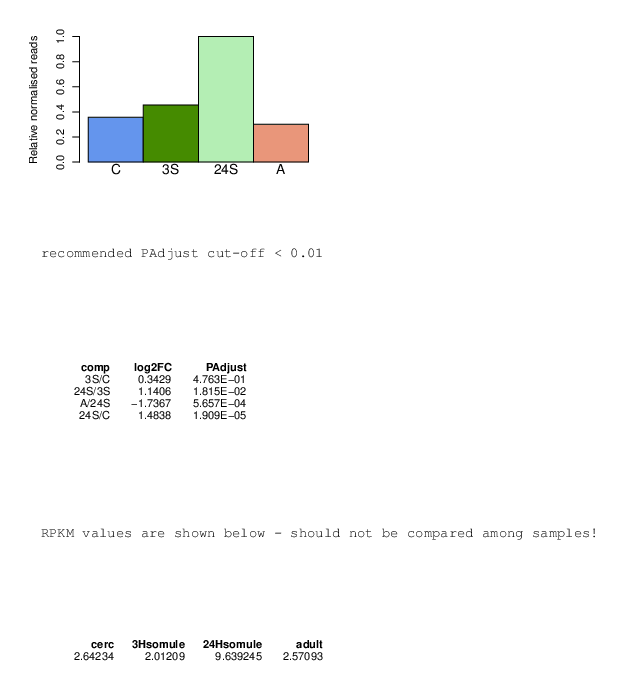 Relative normalised reads
1.0
0.8
0.6
0.4
0.2
0.0
C 3S 24S A
recommended PAdjust cut-off < 0.01
comp log2FC PAdjust
3S/C 0.3429 4.763E−01
24S/3S 1.1406 1.815E−02
A/24S −1.7367 5.657E−04
24S/C 1.4838 1.909E−05
RPKM values are shown below - should not be compared among samples!
cerc 3Hsomule 24Hsomule adult
2.64234 2.01209 9.639245 2.57093